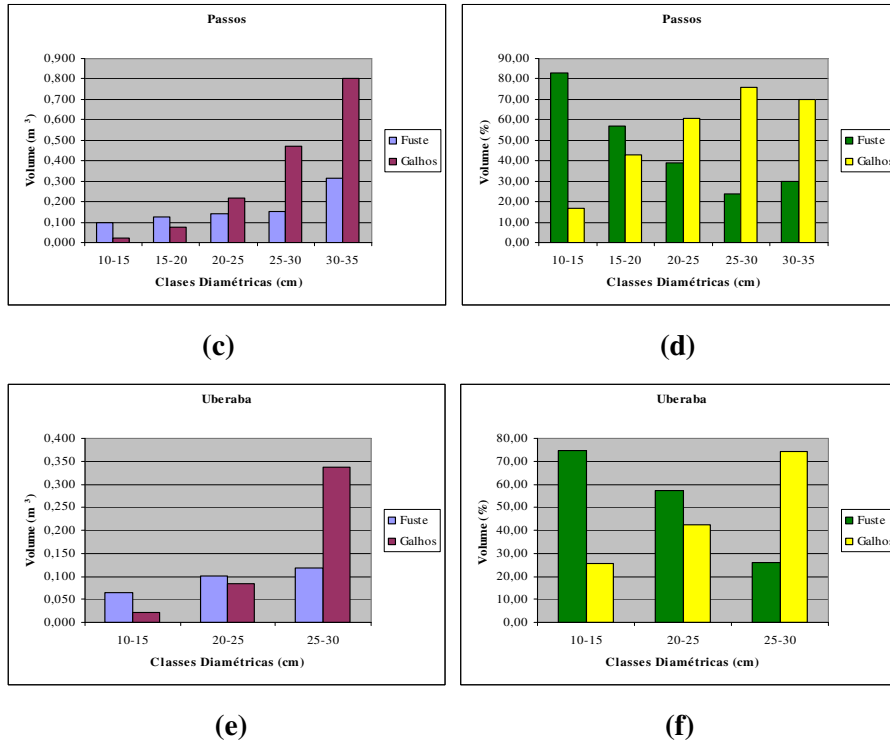 Passos
0,900
0,800
0,700
0,600
0,500
0,400
0,300
0,200
0,100
0,000
Volume (m ³)
10-15 15-20 20-25 25-30 30-35
Clases Diamétricas (cm)
Fuste
Galhos
(c)
Passos
90,00
80,00
70,00
60,00
50,00
40,00
30,00
20,00
10,00
0,00
Volume (%)
10-15 15-20 20-25 25-30 30-35
Classes Diamétricas (cm)
Fuste
Galhos
(d)
Uberaba
0,400
0,350
0,300
0,250
0,200
0,150
0,100
0,050
0,000
Volume (m ³)
10-15 20-25 25-30
Classes Diamétricas (cm)
Fuste
Galhos
(e)
Uberaba
80,00
70,00
60,00
50,00
40,00
30,00
20,00
10,00
0,00
Volume (%)
10-15 20-25 25-30
Classes Diamétricas (cm)
Fuste
Galhos
(f)